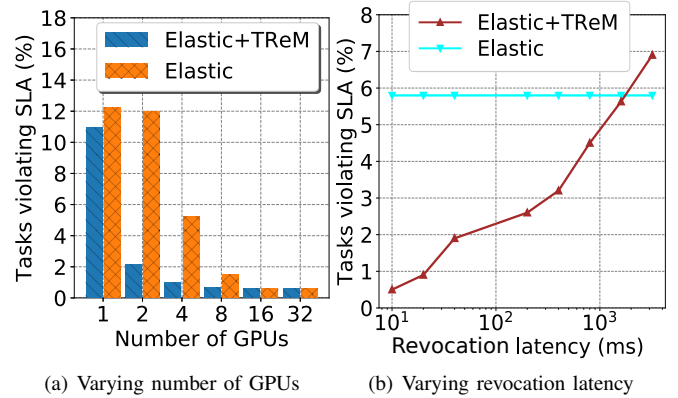 Tasks violating SLA (%)
18
16
14
12
10
8
6
4
2
0
Elastic+TReM
Elastic
1 2 4 8 16 32
Number of GPUs
(a) Varying number of GPUs
Tasks violating SLA (%)
8
7
6
5
4
3
2
1
0
Elastic+TReM
Elastic
10¹ 10² 10³
Revocation latency (ms)
(b) Varying revocation latency